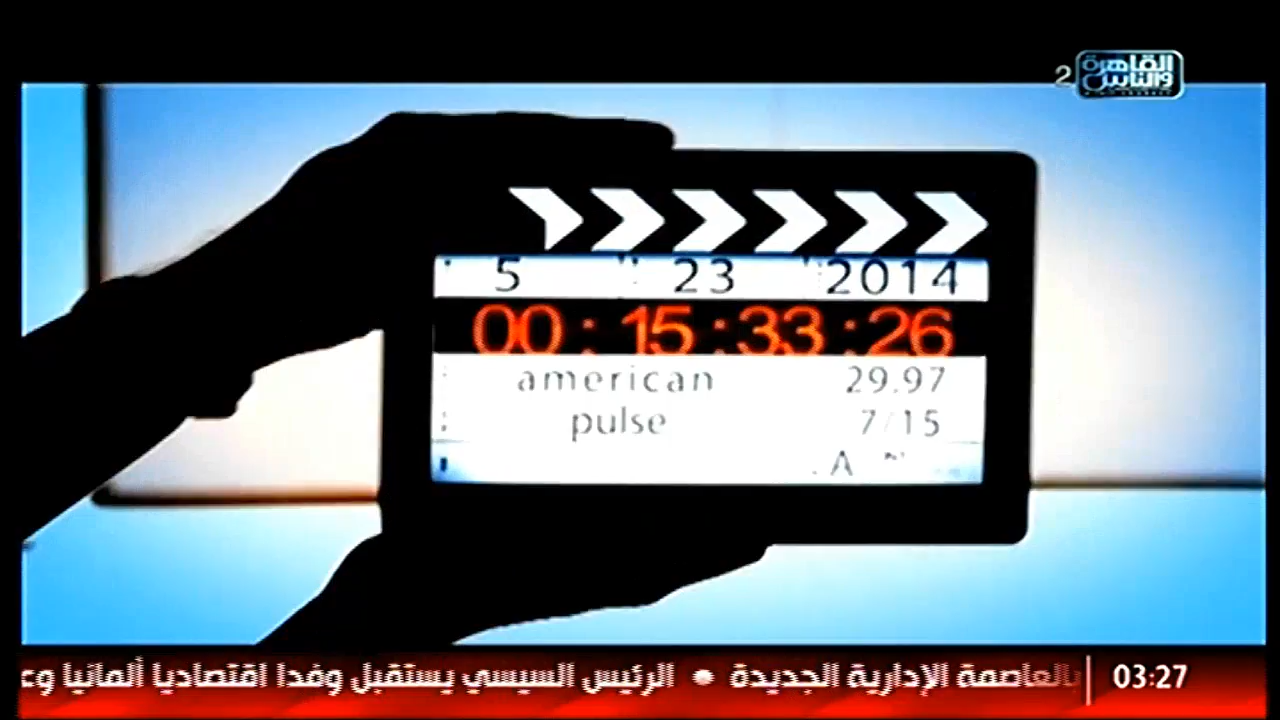 القاهرة
والناس 2
5 23 2014
00:15:33:26
american 29.97
pulse 7/15
A
بالعاصمة الإدارية الجديدة • الرئيس السيسي يستقبل وفدا اقتصاديا ألمانيا
03:27